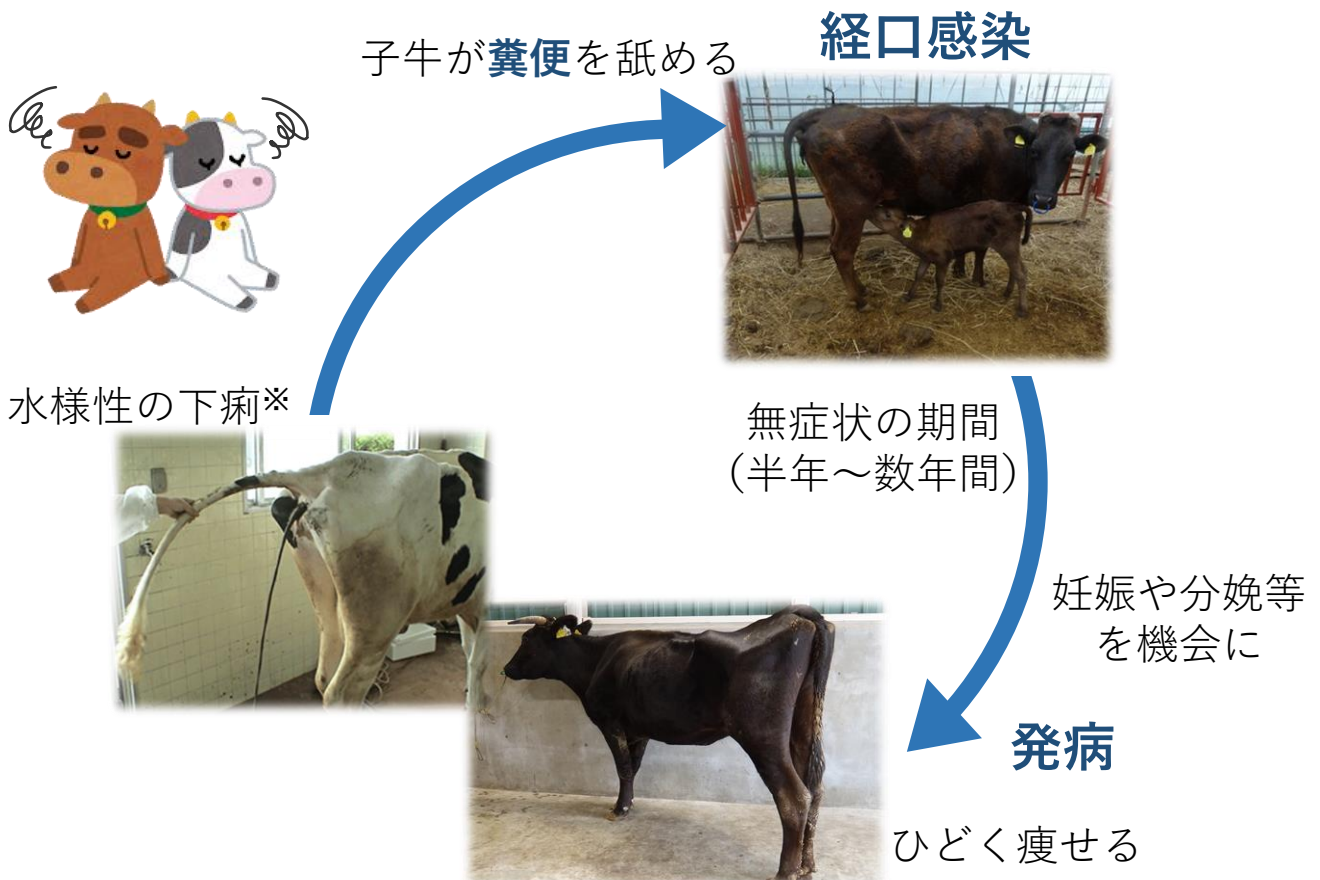 子牛が糞便を舐める
経口感染
水様性の下痢※
無症状の期間
(半年～数年間)
妊娠や分娩等
を機会に
発病
ひどく痩せる